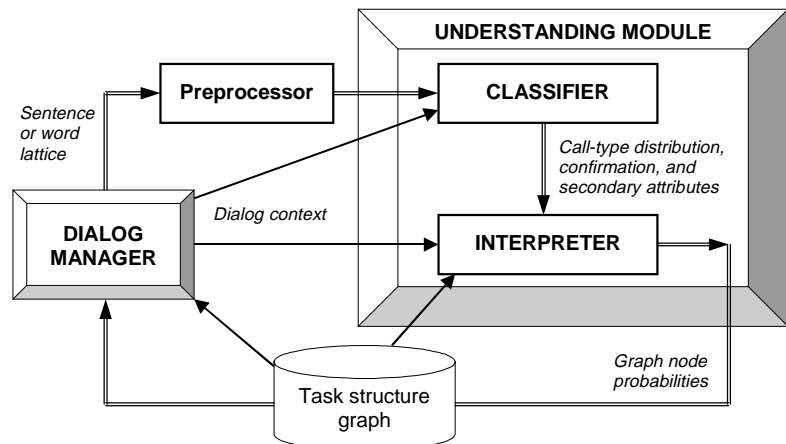 UNDERSTANDING MODULE
Preprocessor
CLASSIFIER
Sentence
or word
lattice
Call-type distribution,
confirmation, and
secondary attributes
Dialog context
DIALOG
MANAGER
INTERPRETER
Graph node
probabilities
Task structure
graph